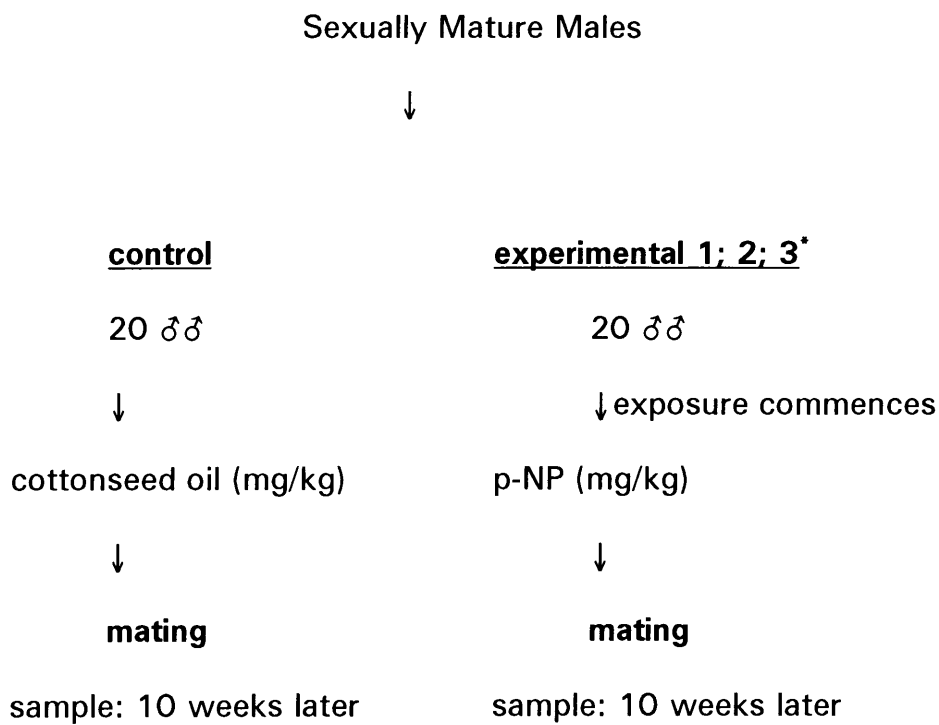 Sexually Mature Males
↓
control experimental 1; 2; 3*
20 ♂♂ 20 ♂♂
↓ ↓ exposure commences
cottonseed oil (mg/kg) p-NP (mg/kg)
↓ ↓
mating mating
sample: 10 weeks later sample: 10 weeks later